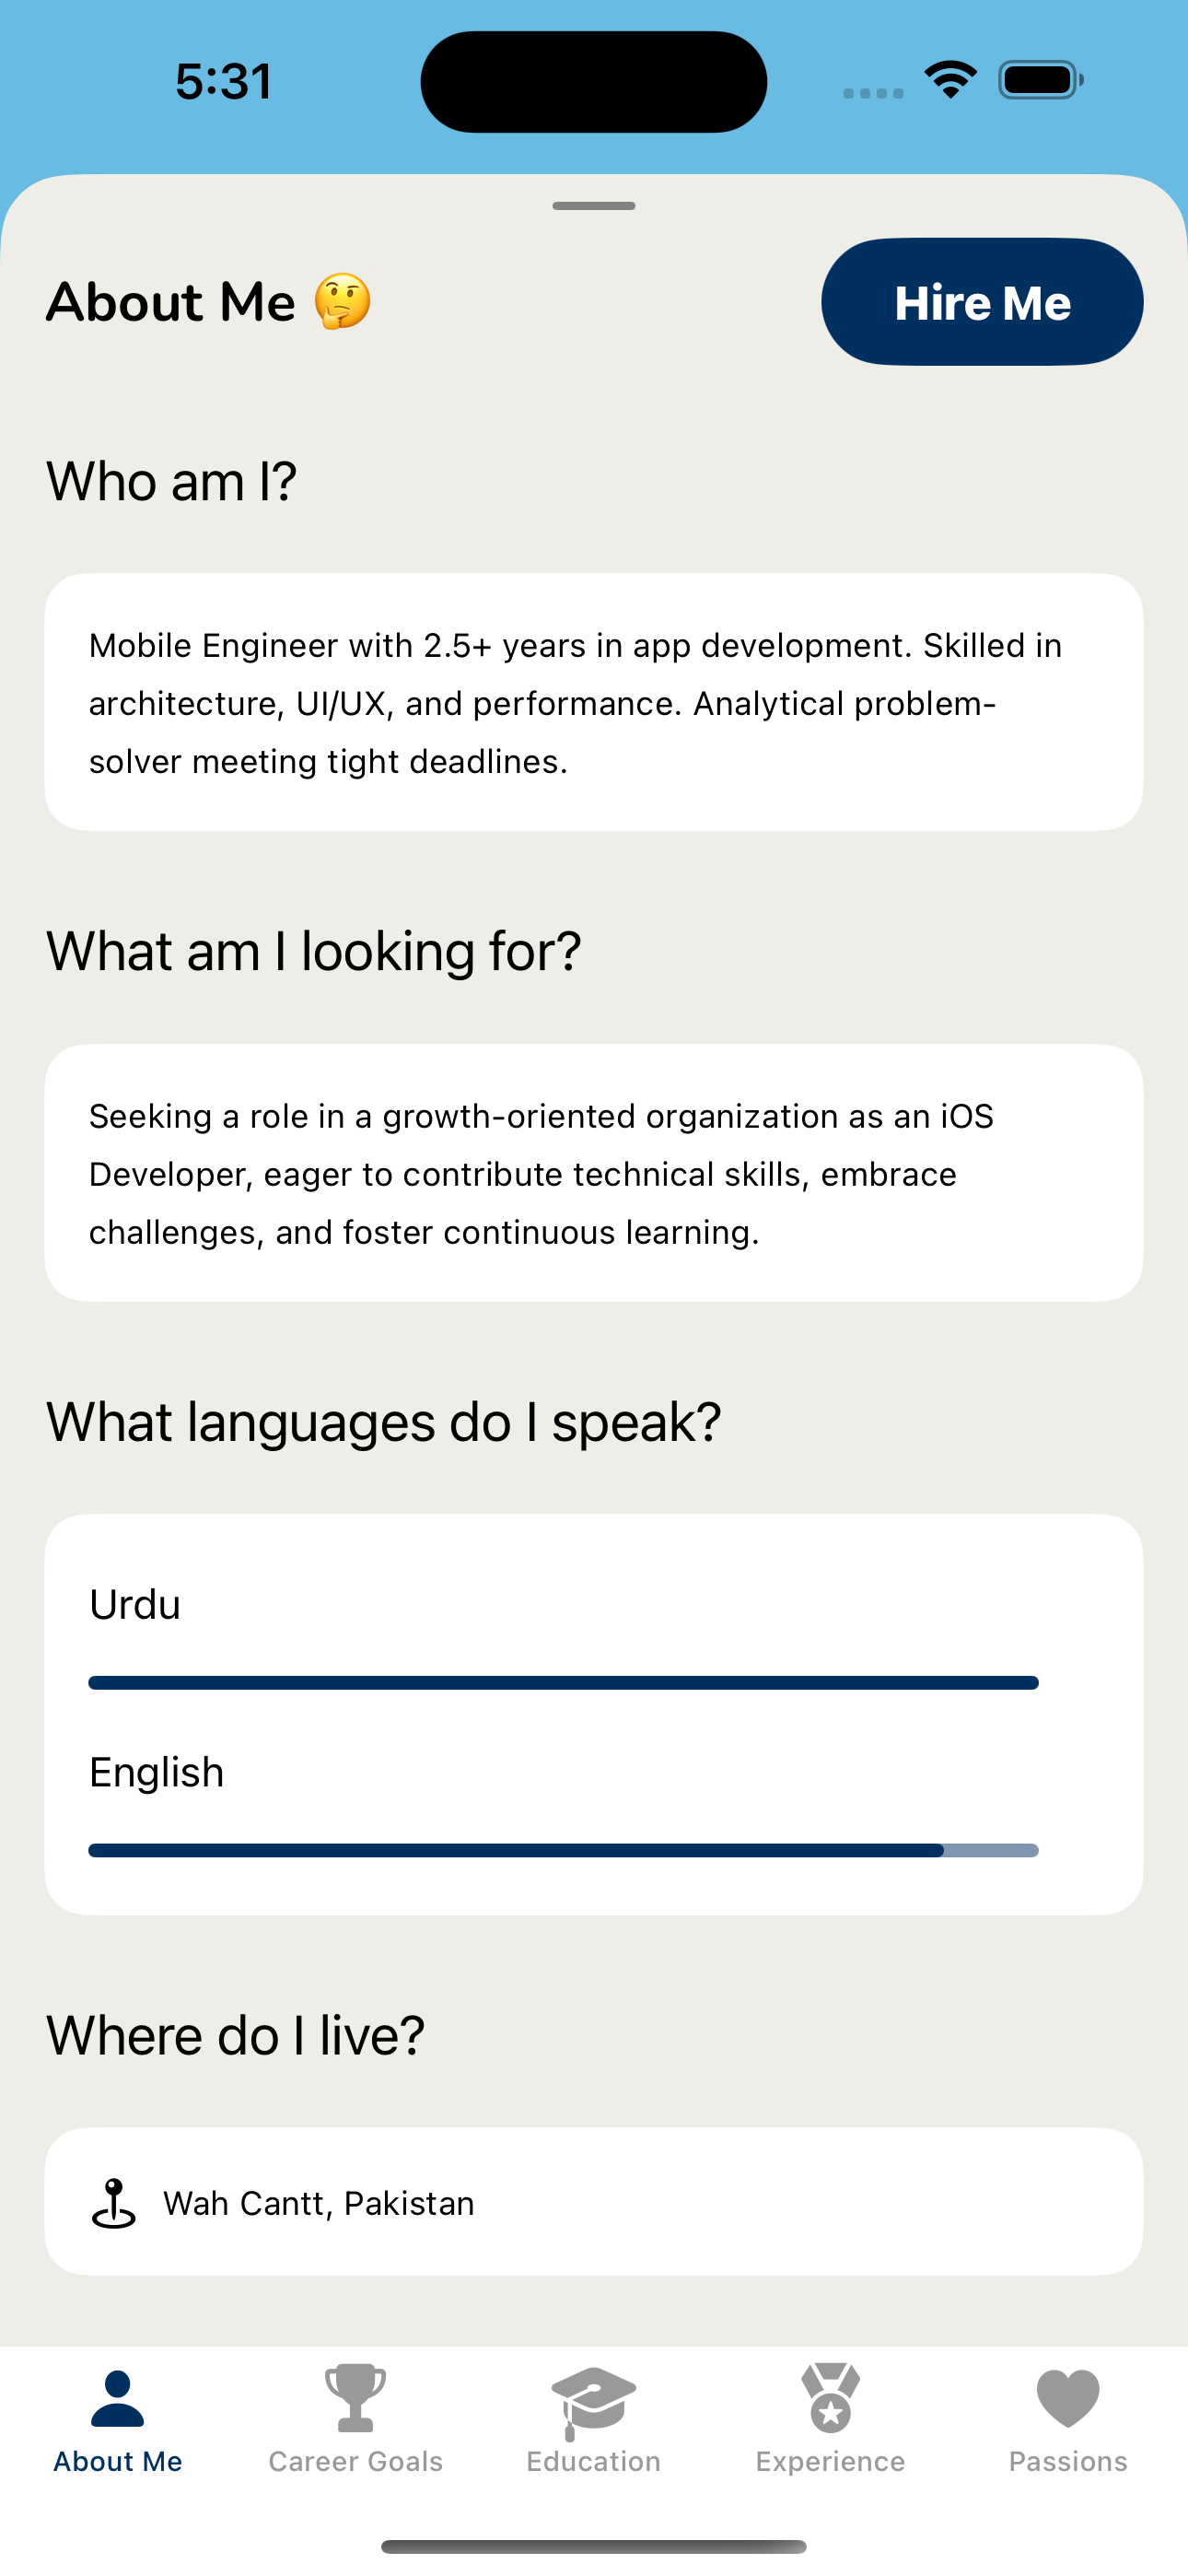 5:31
About Me 🤔
Hire Me
Who am I?
Mobile Engineer with 2.5+ years in app development. Skilled in
architecture, UI/UX, and performance. Analytical problem-
solver meeting tight deadlines.
What am I looking for?
Seeking a role in a growth-oriented organization as an iOS
Developer, eager to contribute technical skills, embrace
challenges, and foster continuous learning.
What languages do I speak?
Urdu
English
Where do I live?
Wah Cantt, Pakistan
About Me
Career Goals
Education
Experience
Passions